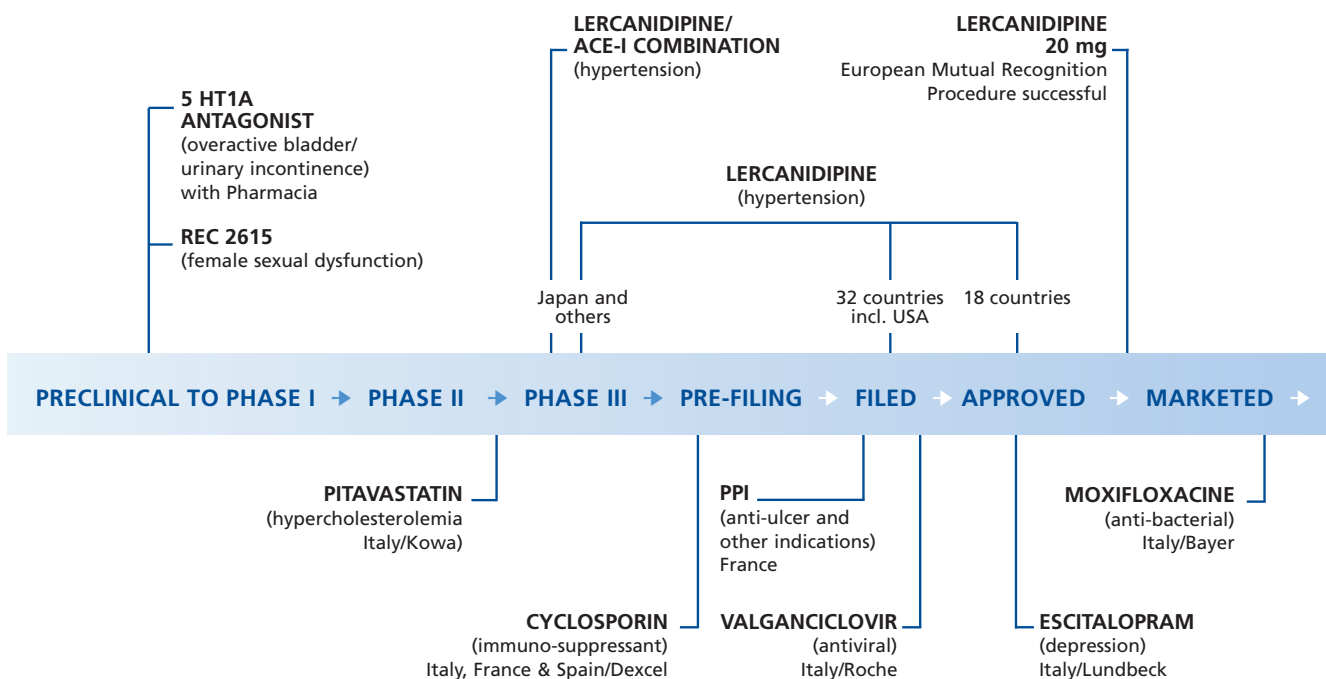 LERCANIDIPINE/
ACE-I COMBINATION
(hypertension)
LERCANIDIPINE
20 mg
European Mutual Recognition
Procedure successful
5 HT1A
ANTAGONIST
(overactive bladder/
urinary incontinence)
with Pharmacia
LERCANIDIPINE
(hypertension)
REC 2615
(female sexual dysfunction)
Japan and
others
32 countries
incl. USA
18 countries
PRECLINICAL TO PHASE I PHASE II PHASE III PRE-FILING FILED APPROVED MARKETED
PITAVASTATIN
(hypercholesterolemia
Italy/Kowa)
PPI
(anti-ulcer and
other indications)
France
MOXIFLOXACINE
(anti-bacterial)
Italy/Bayer
CYCLOSPORIN
(immuno-suppressant)
Italy, France & Spain/Dexcel
VALGANCICLOVIR
(antiviral)
Italy/Roche
ESCITALOPRAM
(depression)
Italy/Lundbeck